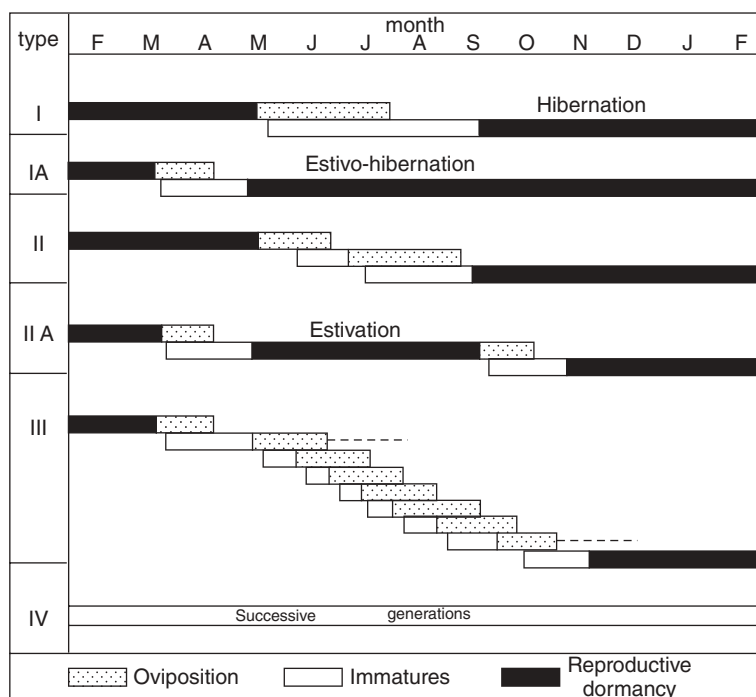 month
type F M A M J J A S O N D J F
I Hibernation
IA Estivo-hibernation
II
II A Estivation
III
IV Successive generations
Oviposition Immatures Reproductive dormancy